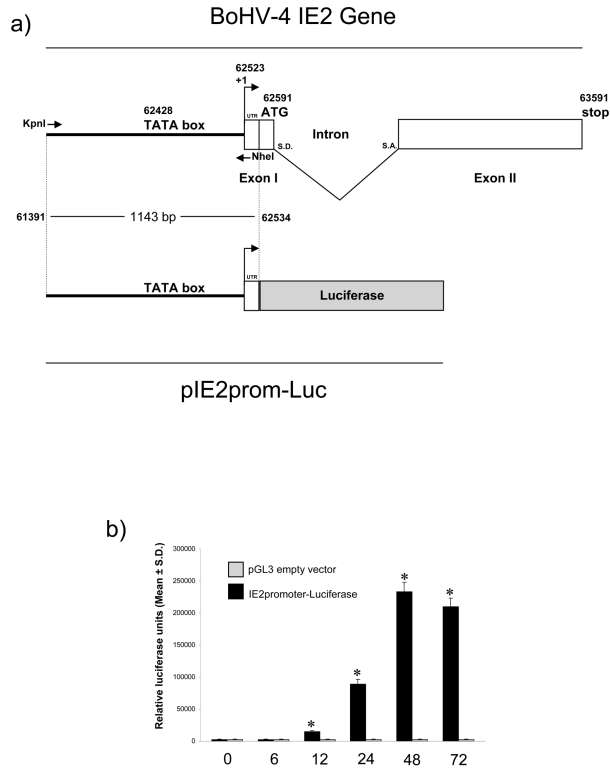 BoHV-4 IE2 Gene
a)
62523
+1
62591
ATG
63591
stop
KpnI
62428
TATA box
UTR
Intron
S.D.
S.A.
NheI
Exon I
Exon II
61391
1143 bp
62534
UTR
TATA box
Luciferase
pIE2prom-Luc
b)
Relative luciferase units (Mean ± S.D.)
300000
250000
200000
150000
100000
50000
0
pGL3 empty vector
IE2promoter-Luciferase
* * * *
0 6 12 24 48 72